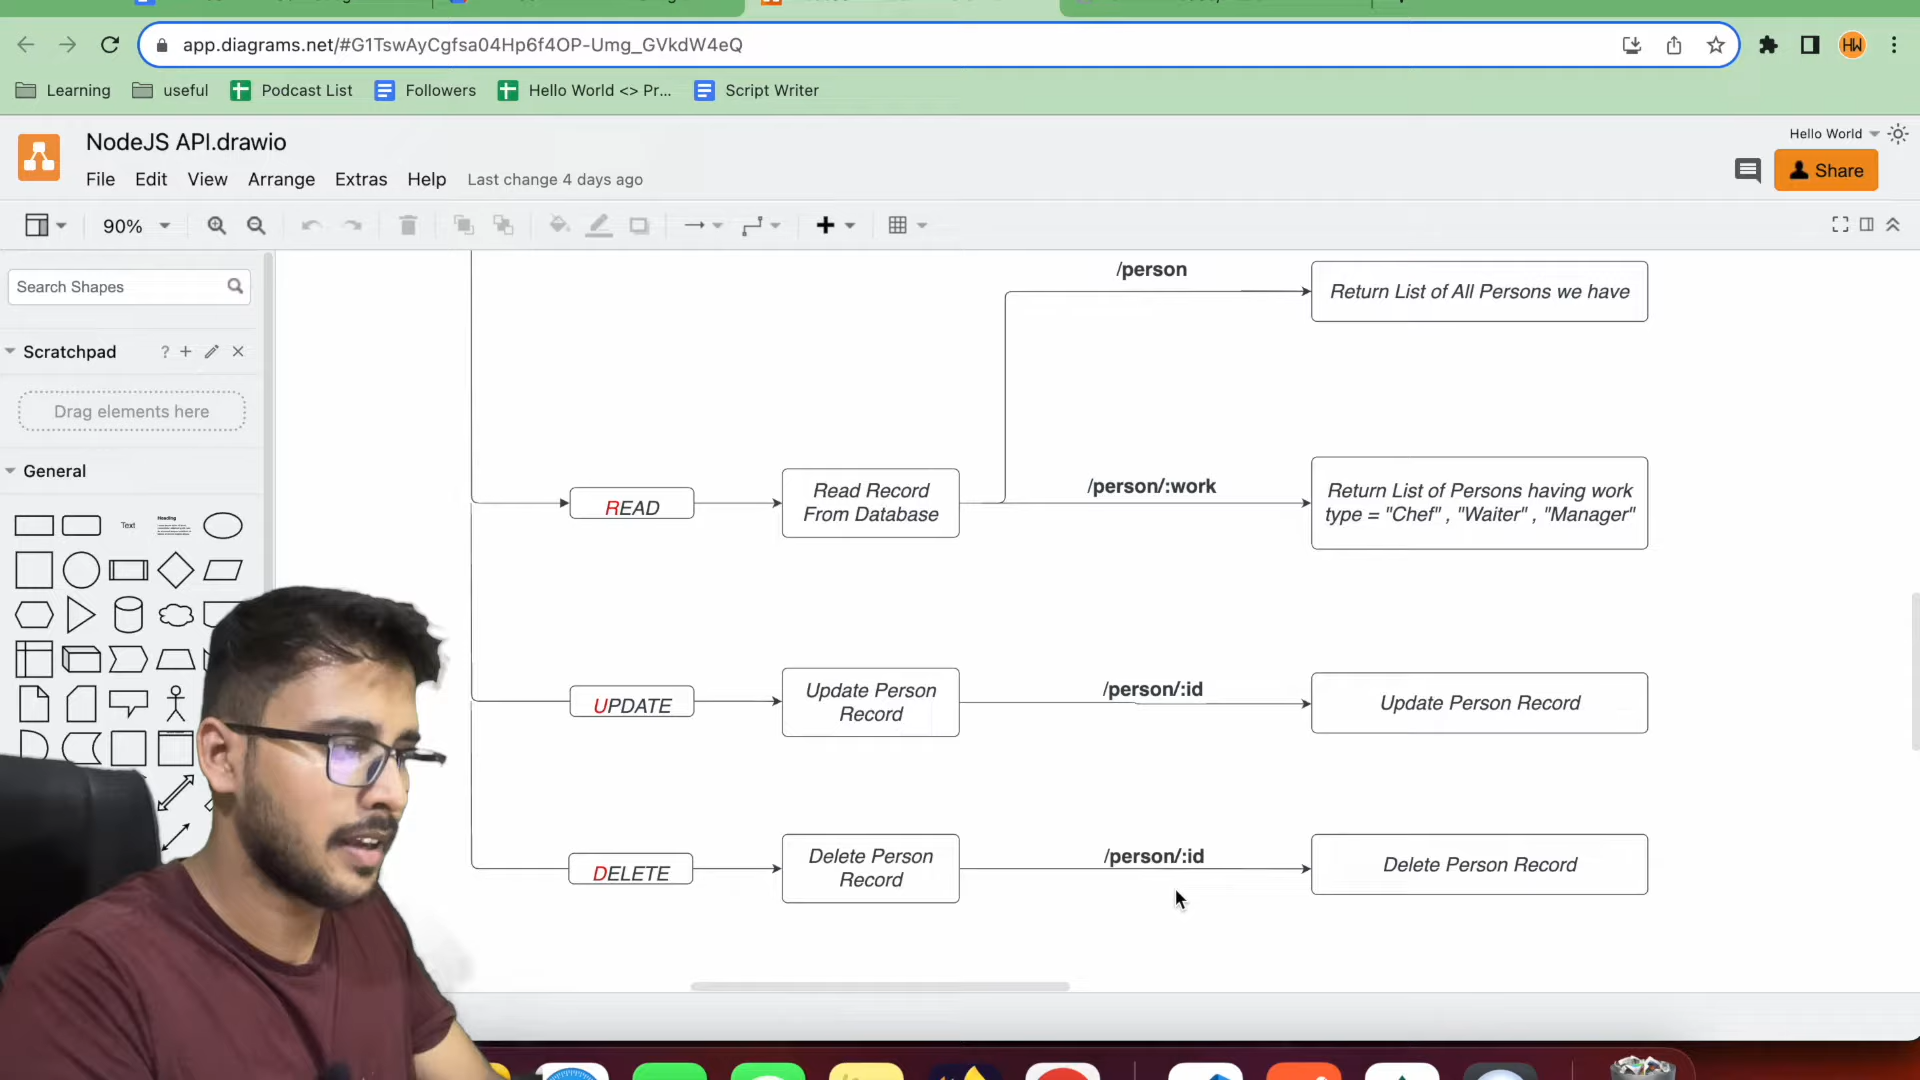 app.diagrams.net/#G1TswAyCgfsa04Hp6f4OP-Umg_GVkdW4eQ
HW
Learning
useful
Podcast List
Followers
Hello World <> Pr...
Script Writer
NodeJS API.drawio
Hello World
File
Edit
View
Arrange
Extras
Help
Last change 4 days ago
Share
90%
Search Shapes
Scratchpad
?
Drag elements here
General
Text
Heading
/person
Return List of All Persons we have
READ
Read Record
From Database
/person/:work
Return List of Persons having work
type = "Chef" , "Waiter" , "Manager"
UPDATE
Update Person
Record
/person/:id
Update Person Record
DELETE
Delete Person
Record
/person/:id
Delete Person Record